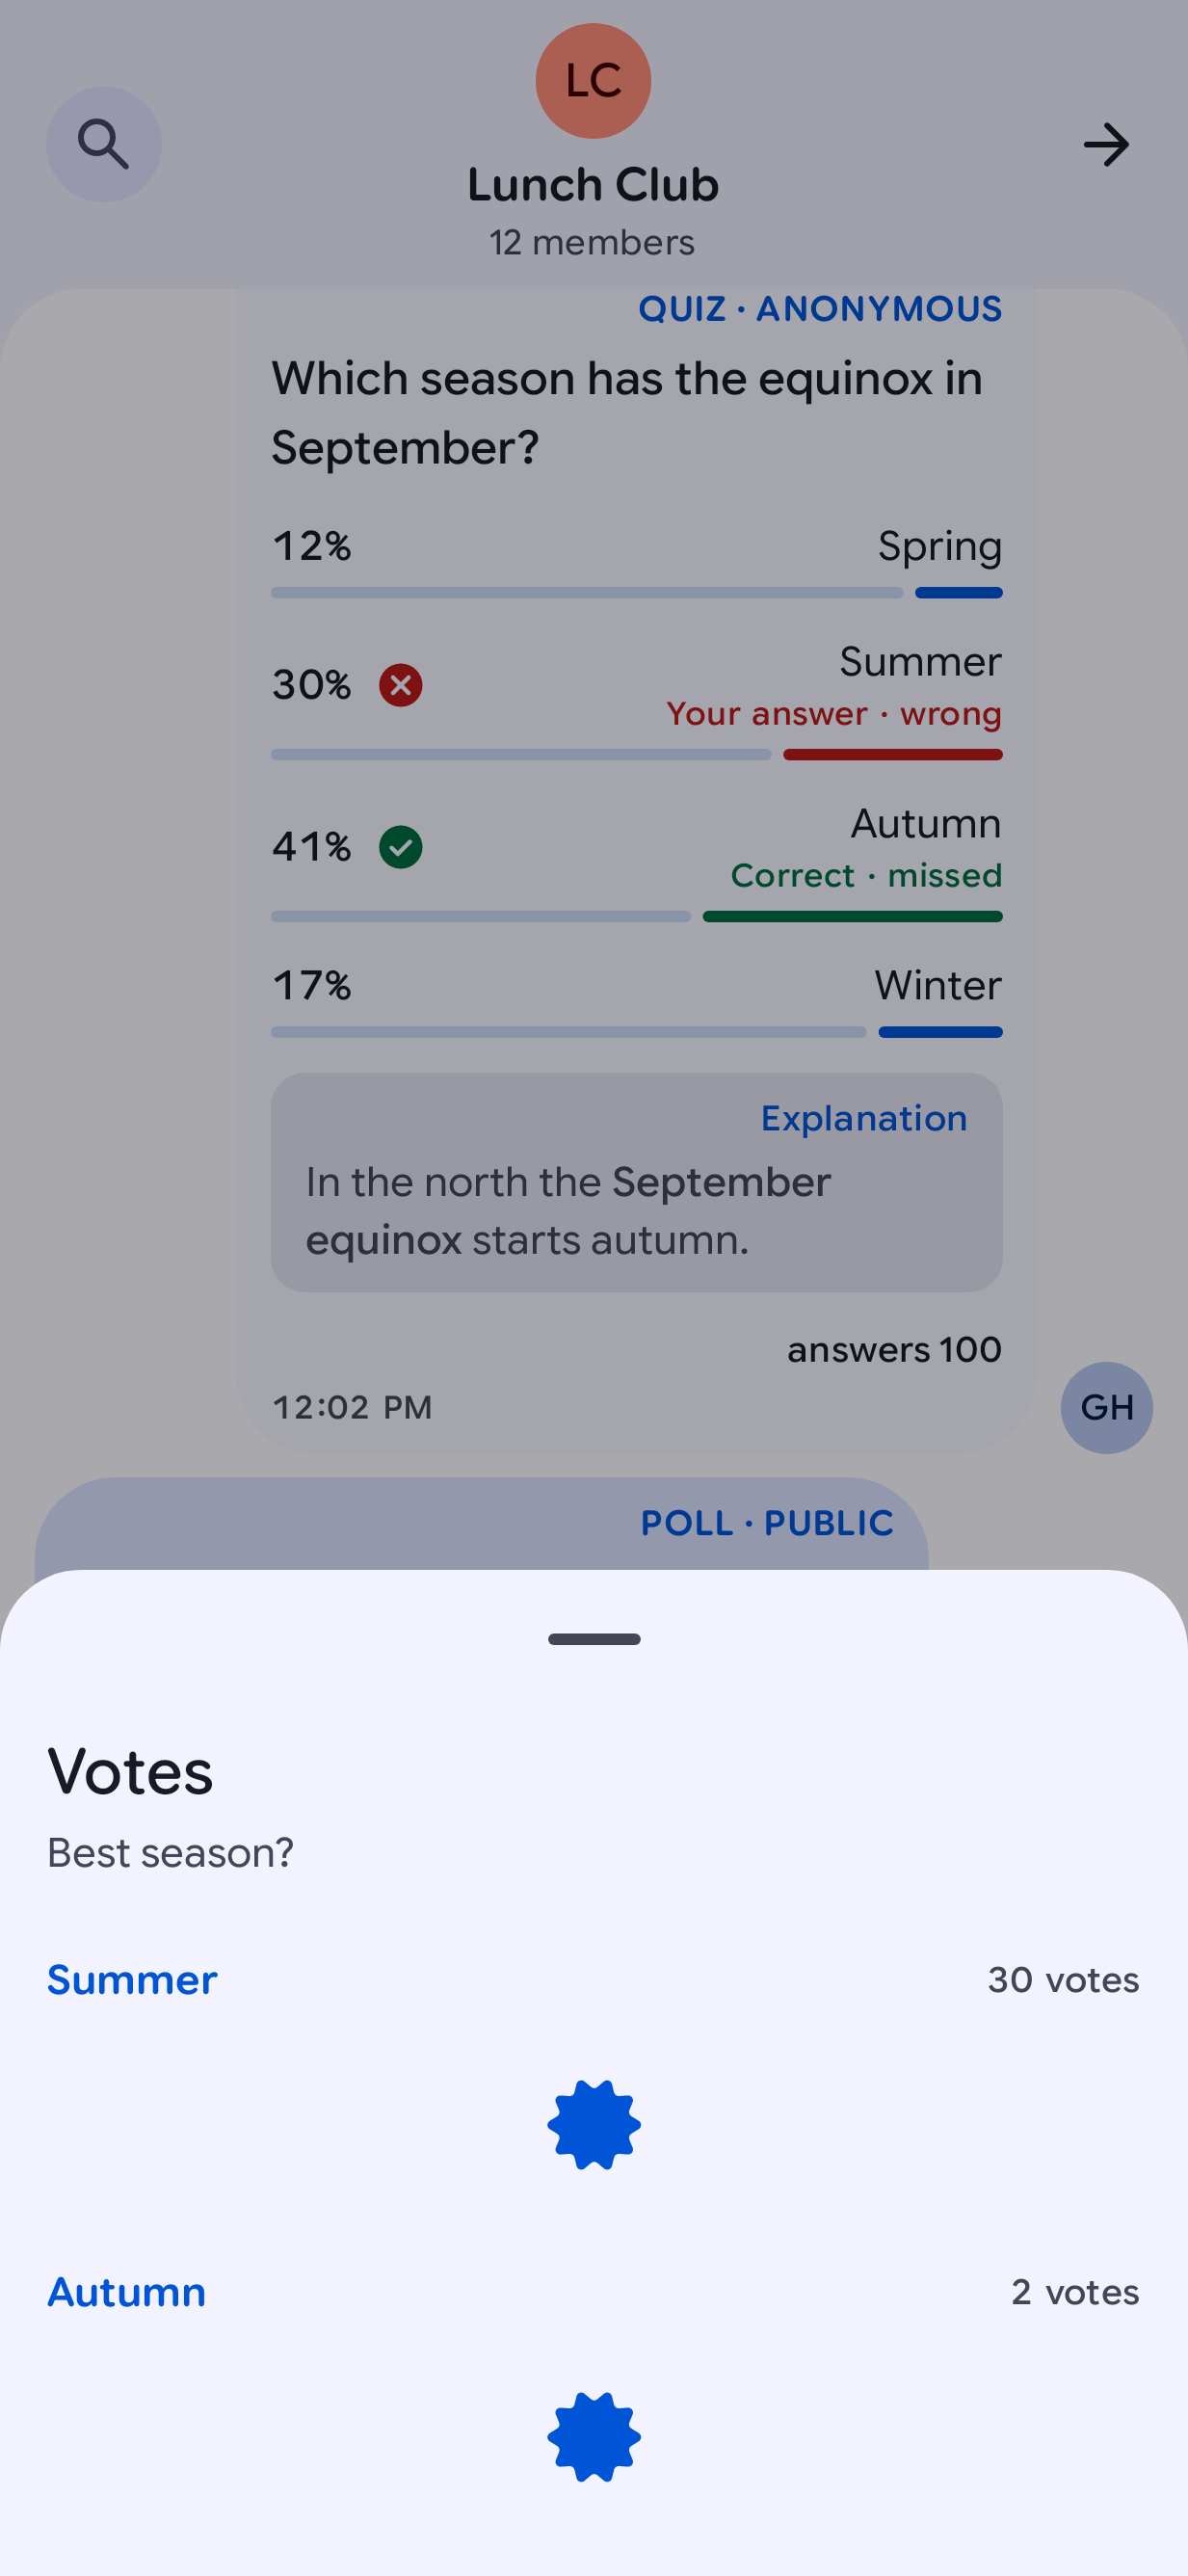 LC
Lunch Club
12 members
QUIZ · ANONYMOUS
Which season has the equinox in
September?
12% Spring
30% Summer
Your answer · wrong
41% Autumn
Correct · missed
17% Winter
Explanation
In the north the September
equinox starts autumn.
answers 100
12:02 PM
GH
POLL · PUBLIC
Votes
Best season?
Summer 30 votes
Autumn 2 votes